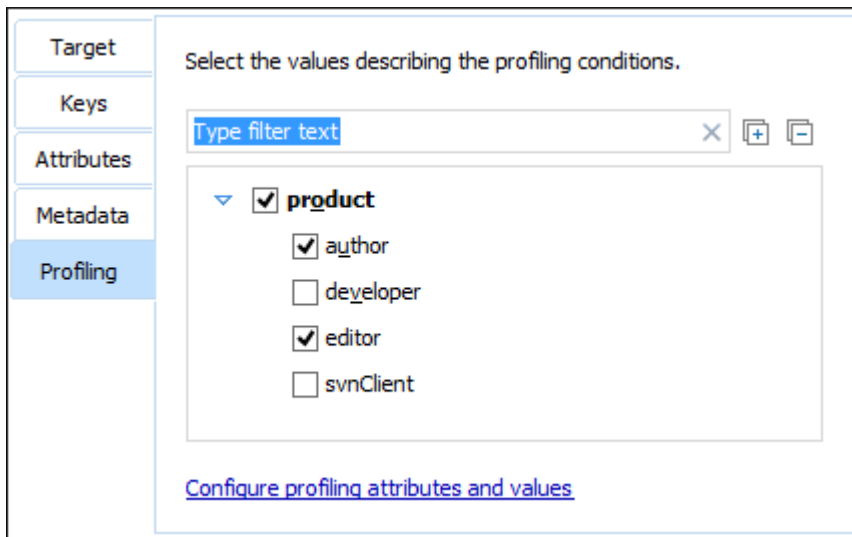 Target
Keys
Attributes
Metadata
Profiling
Select the values describing the profiling conditions.
Type filter text
product
author
developer
editor
svnClient
Configure profiling attributes and values